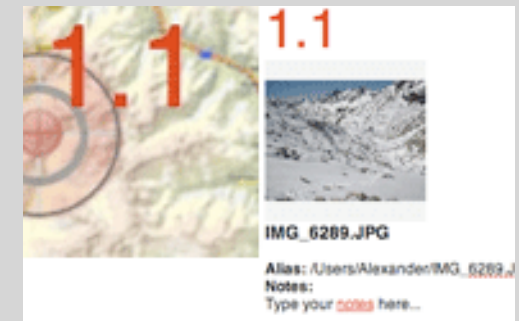 1.1
1.1
IMG_6289.JPG
Alias: /Users/Alexander/IMG_6289.J
Notes:
Type your notes here...